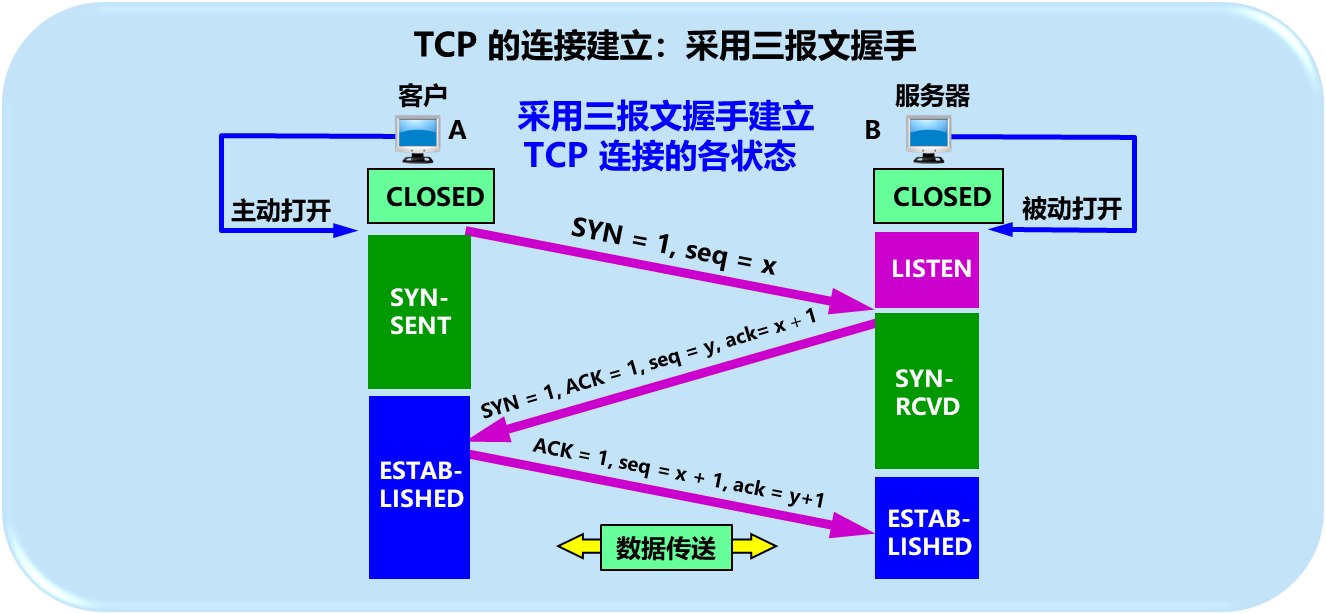 TCP 的连接建立：采用三报文握手
客户
服务器
采用三报文握手建立
TCP 连接的各状态
A
B
CLOSED
CLOSED
主动打开
被动打开
SYN = 1, seq = x
LISTEN
SYN-
SENT
SYN = 1, ACK = 1, seq = y, ack= x + 1
SYN-
RCVD
ACK = 1, seq = x + 1, ack = y+1
ESTAB-
LISHED
ESTAB-
LISHED
数据传送